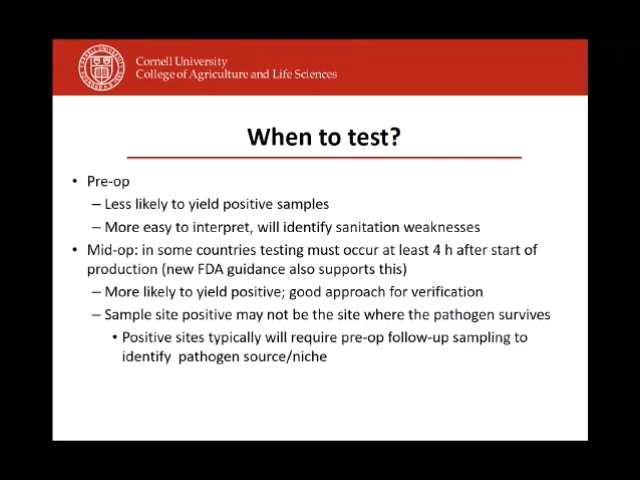 Cornell University
College of Agriculture and Life Sciences
When to test?
• Pre-op
– Less likely to yield positive samples
– More easy to interpret, will identify sanitation weaknesses
• Mid-op: in some countries testing must occur at least 4 h after start of
production (new FDA guidance also supports this)
– More likely to yield positive; good approach for verification
– Sample site positive may not be the site where the pathogen survives
• Positive sites typically will require pre-op follow-up sampling to
identify pathogen source/niche